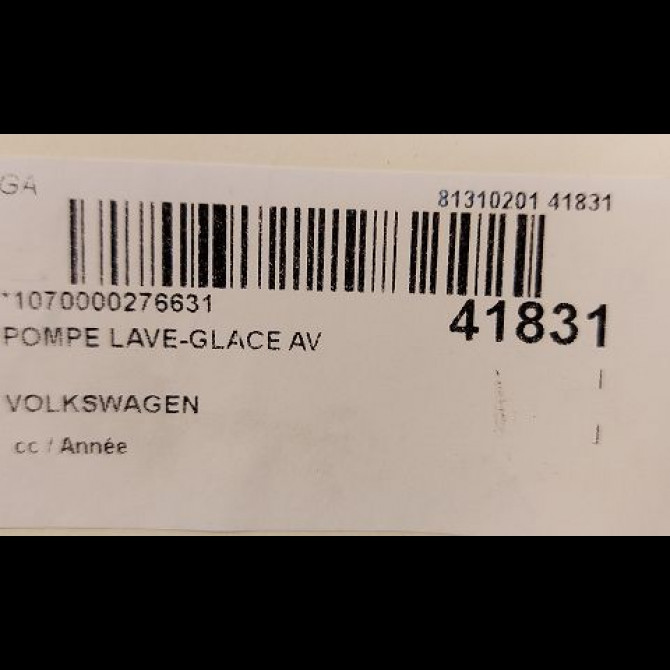 GA
81310201 41831
*1070000276631
41831
POMPE LAVE-GLACE AV
VOLKSWAGEN
cc / Année